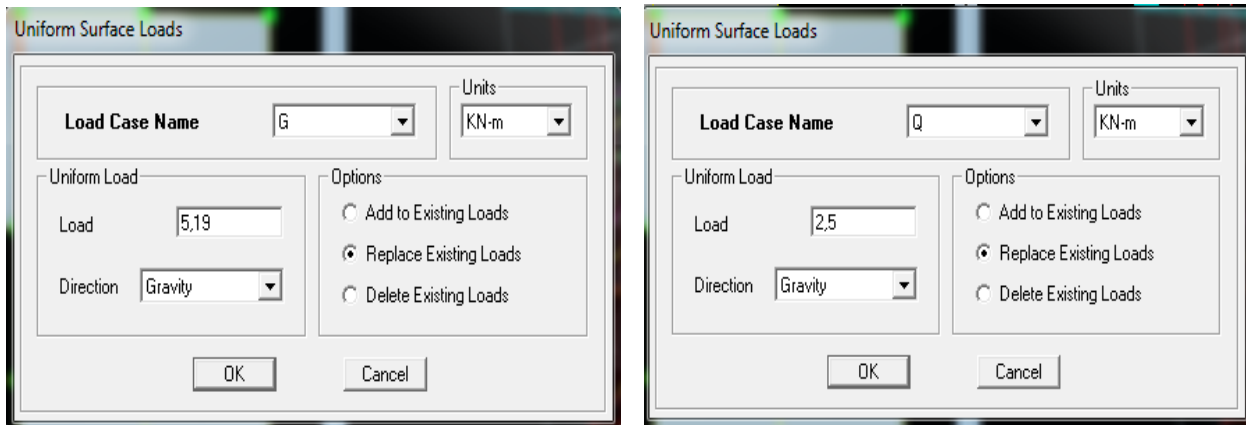 Uniform Surface Loads
Units
Load Case Name G KN-m
Uniform Load
Options
Load 5,19
Add to Existing Loads
Replace Existing Loads
Direction Gravity
Delete Existing Loads
OK Cancel
Uniform Surface Loads
Units
Load Case Name Q KN-m
Uniform Load
Options
Load 2,5
Add to Existing Loads
Replace Existing Loads
Direction Gravity
Delete Existing Loads
OK Cancel